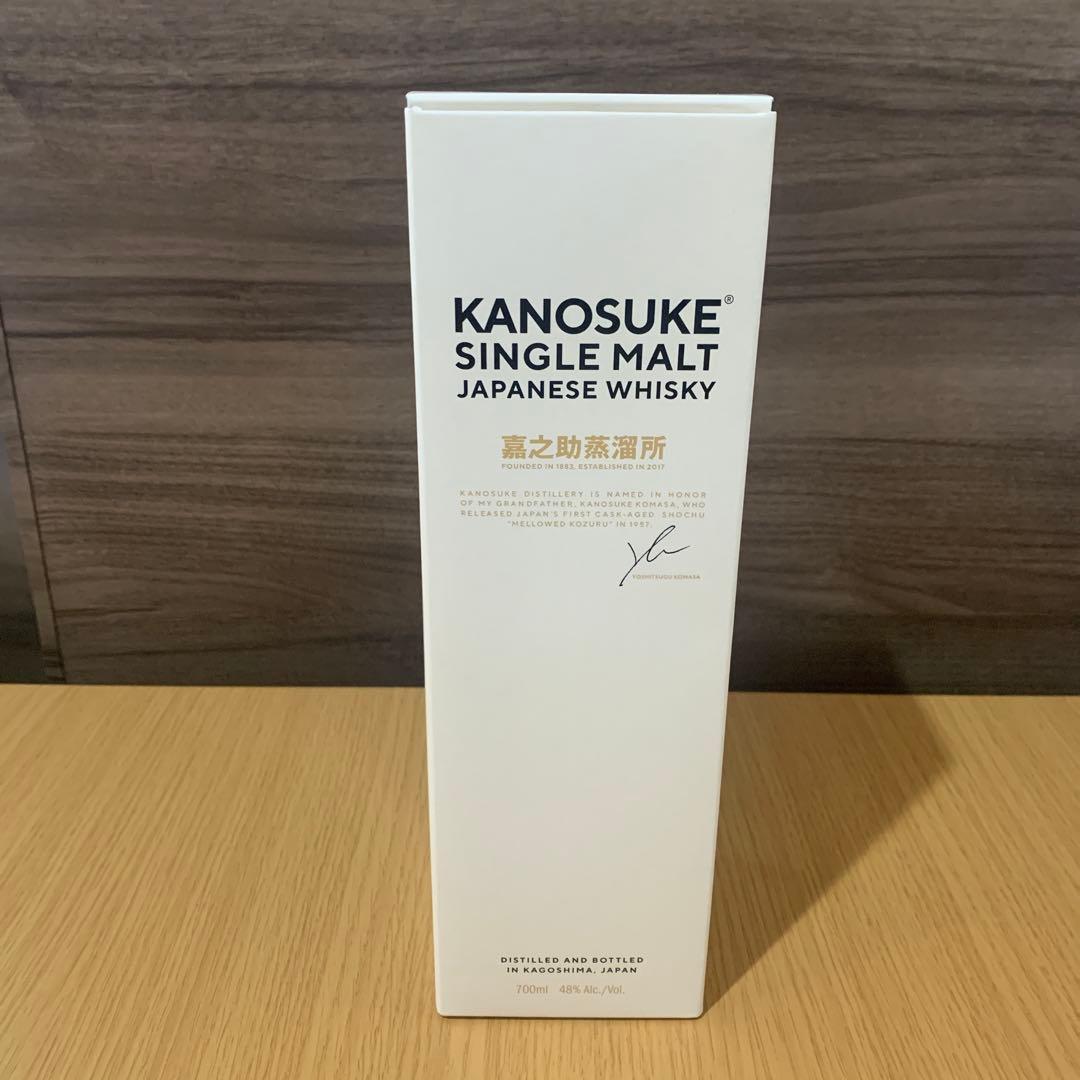 KANOSUKE®
SINGLE MALT
JAPANESE WHISKY
嘉之助蒸溜所
FOUNDED IN 1883, ESTABLISHED IN 2017
KANOSUKE DISTILLERY IS NAMED IN HONOR
OF MY GRANDFATHER, KANOSUKE KOMASA, WHO
RELEASED JAPAN'S FIRST CASK-AGED SHOCHU
"MELLOWED KOZURU" IN 1957.
YOSHITSUGU KOMASA
DISTILLED AND BOTTLED
IN KAGOSHIMA, JAPAN
700ml 48% Alc./Vol.